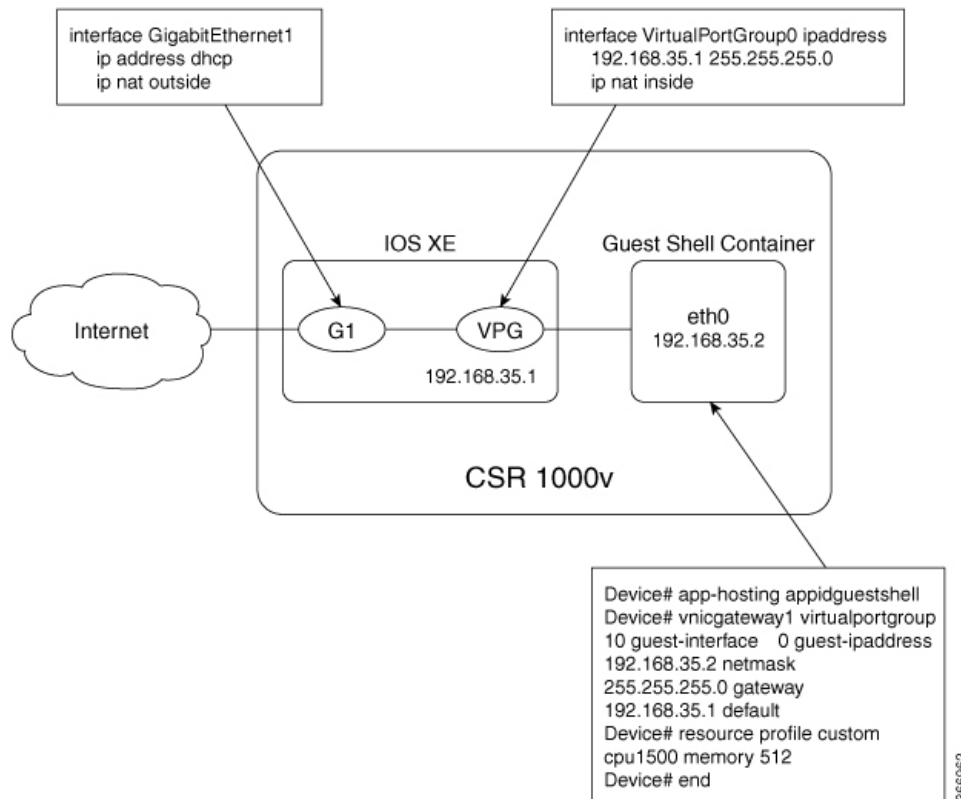 interface GigabitEthernet1
ip address dhcp
ip nat outside
interface VirtualPortGroup0 ipaddress
192.168.35.1 255.255.255.0
ip nat inside
IOS XE
Guest Shell Container
Internet
G1
VPG
192.168.35.1
eth0
192.168.35.2
CSR 1000v
Device# app-hosting appidguestshell
Device# vnicgateway1 virtualportgroup
10 guest-interface 0 guest-ipaddress
192.168.35.2 netmask
255.255.255.0 gateway
192.168.35.1 default
Device# resource profile custom
cpu1500 memory 512
Device# end